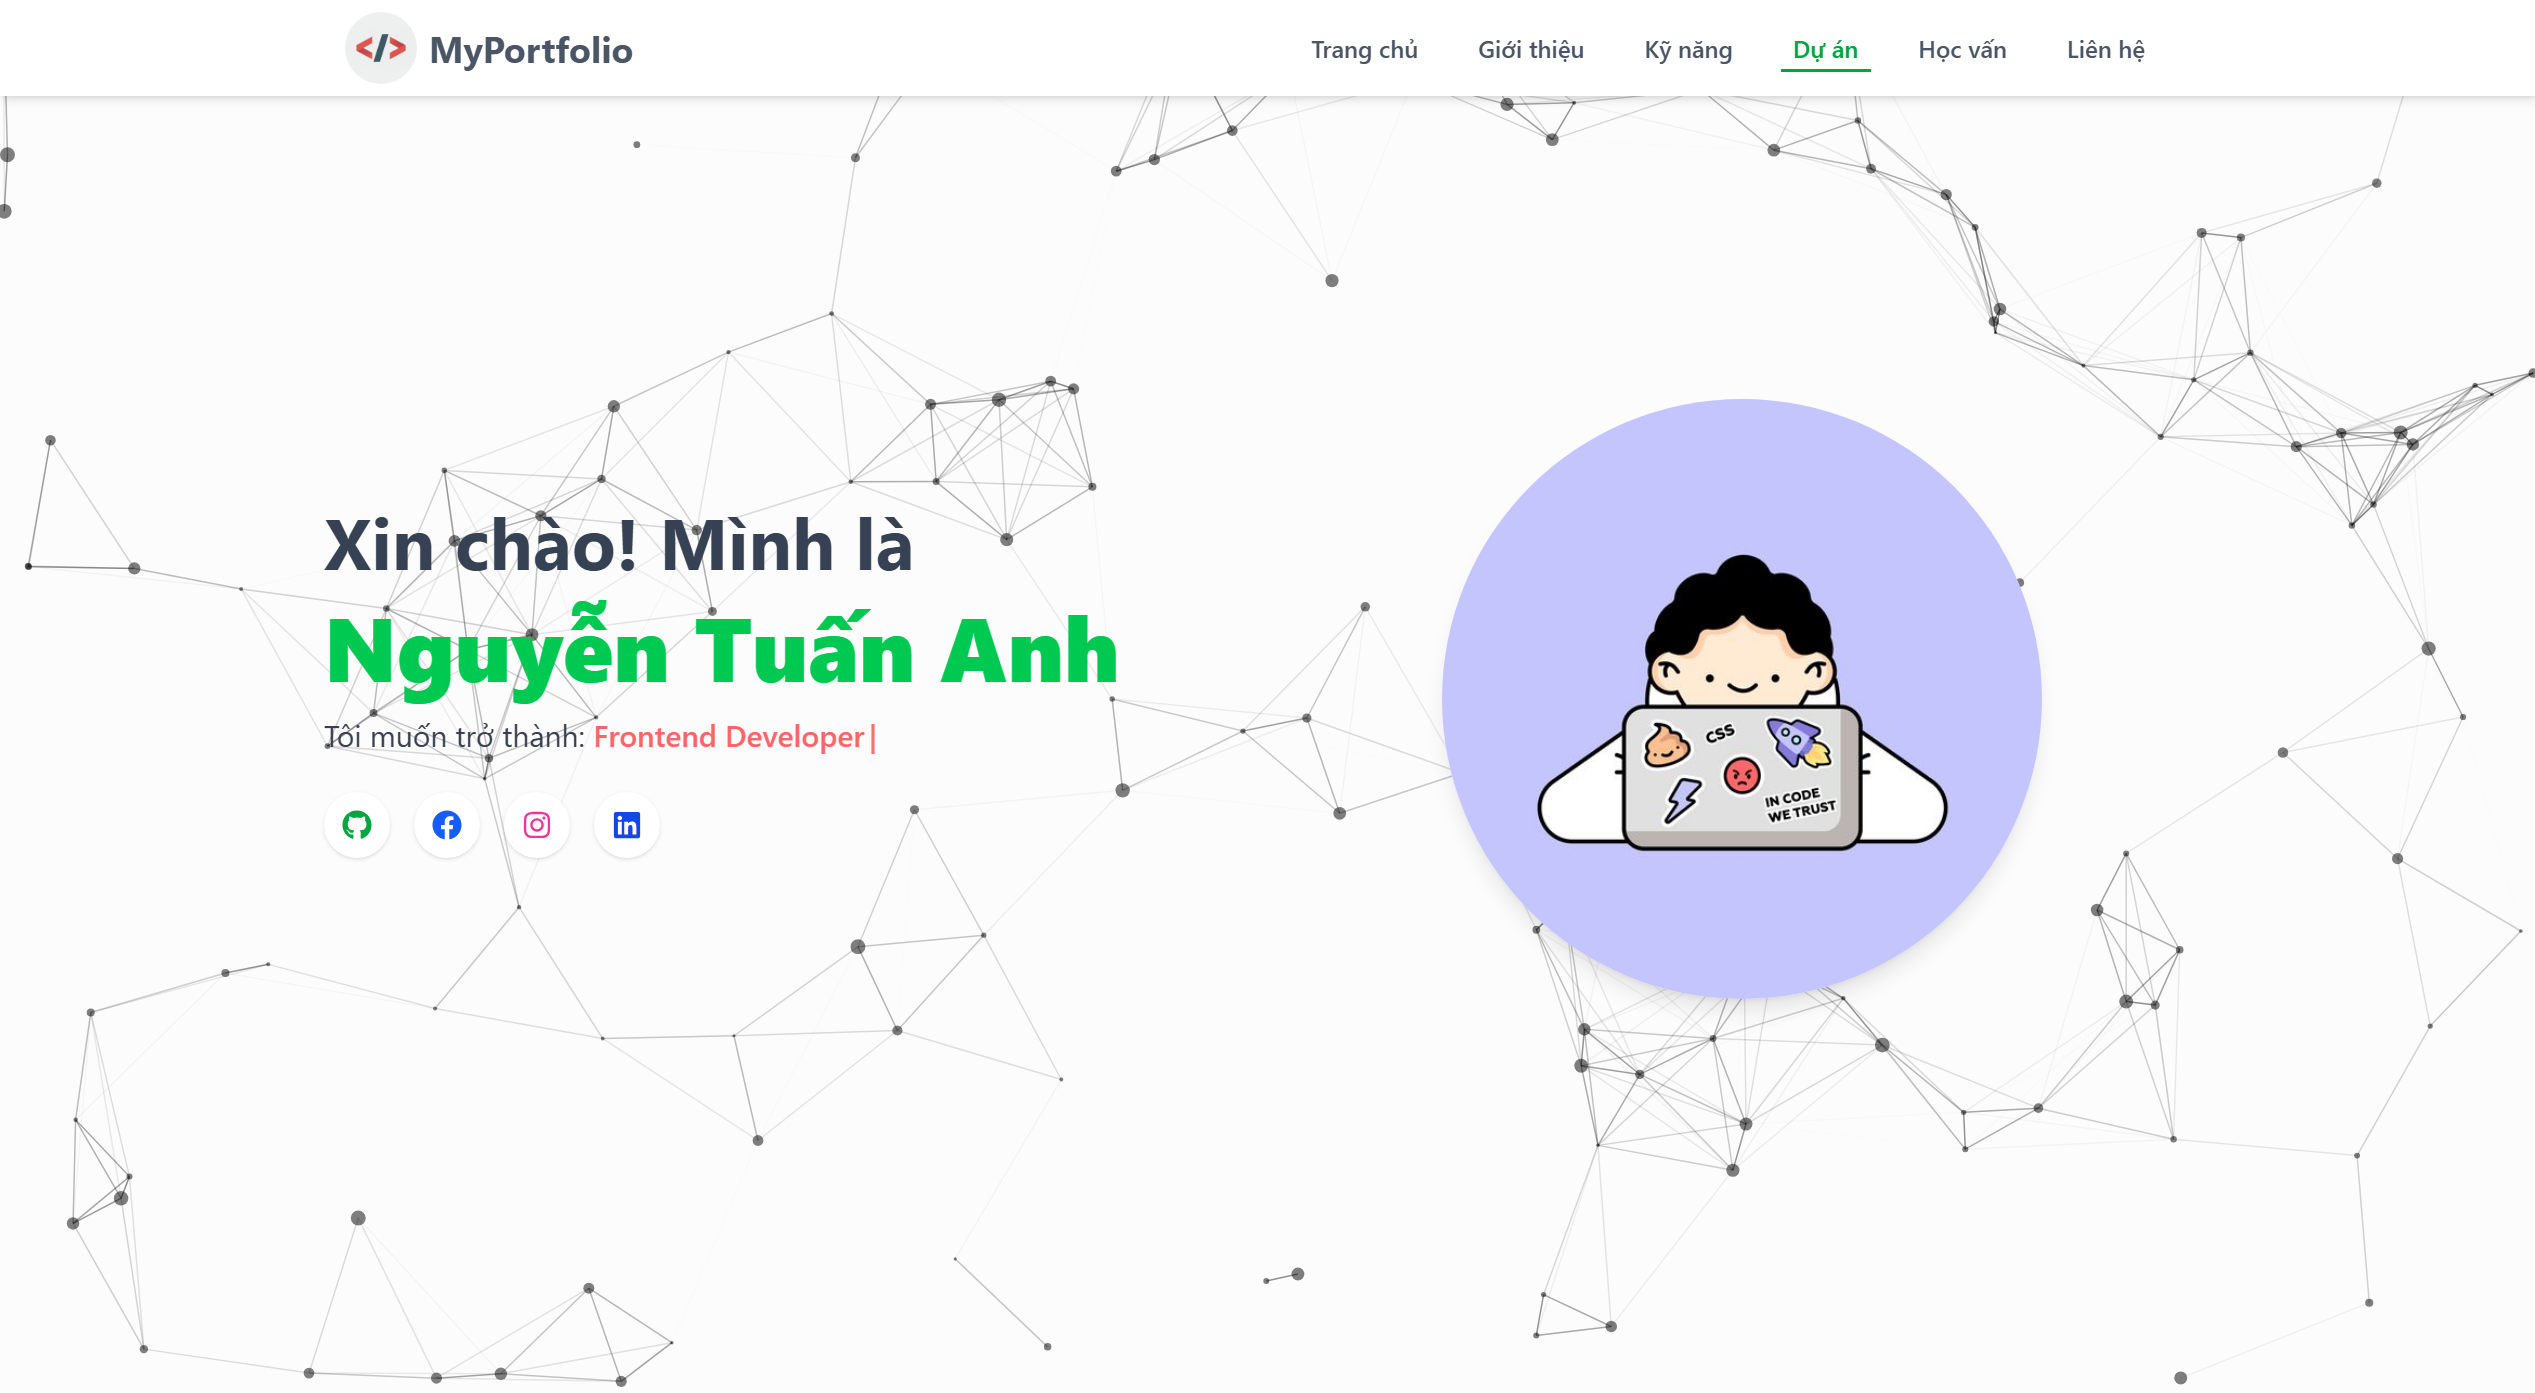 </> MyPortfolio
Trang chủ Giới thiệu Kỹ năng Dự án Học vấn Liên hệ
Xin chào! Mình là
Nguyễn Tuấn Anh
Tôi muốn trở thành: Frontend Developer|
CSS
IN CODE
WE TRUST
in